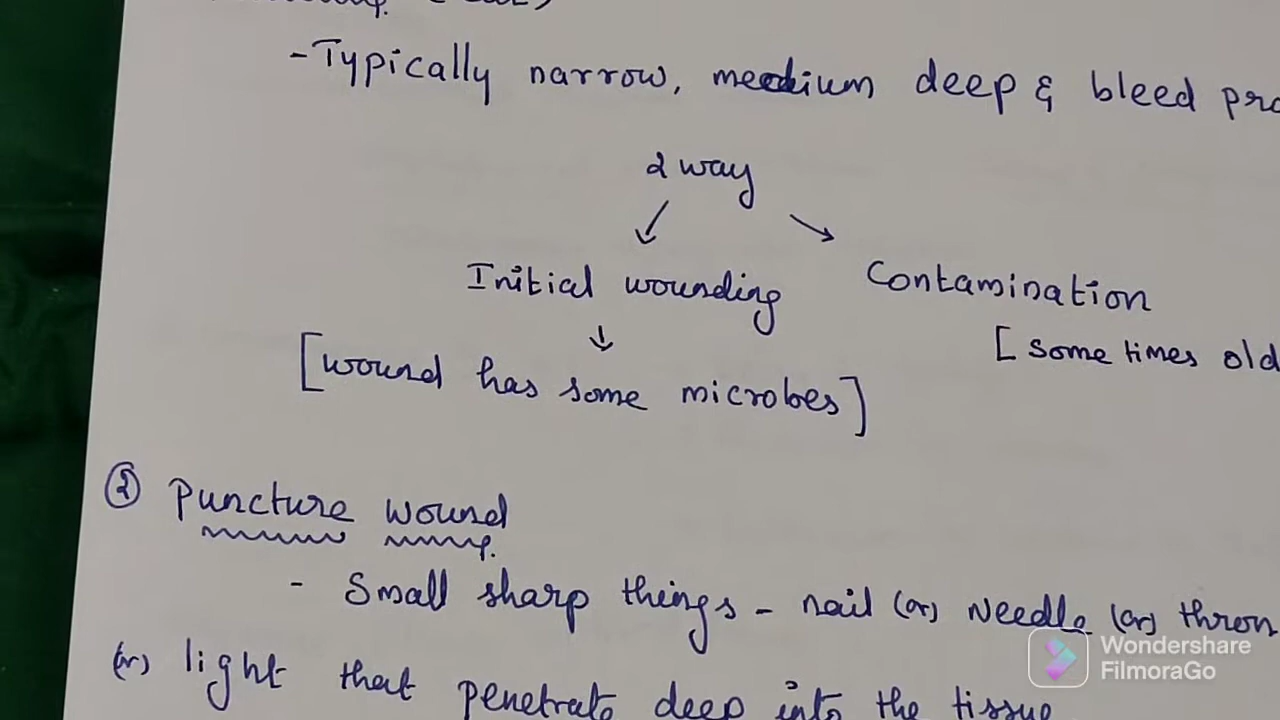 -Typically narrow, medium deep & bleed pro
2 way
↙ ↘
Initial wounding Contamination
↓
[wound has some microbes] [some times old
② Puncture wound
- Small sharp things - nail (or) Needle (or) thron
(or) light that penetrate deep into the tissue
Wondershare
FilmoraGo